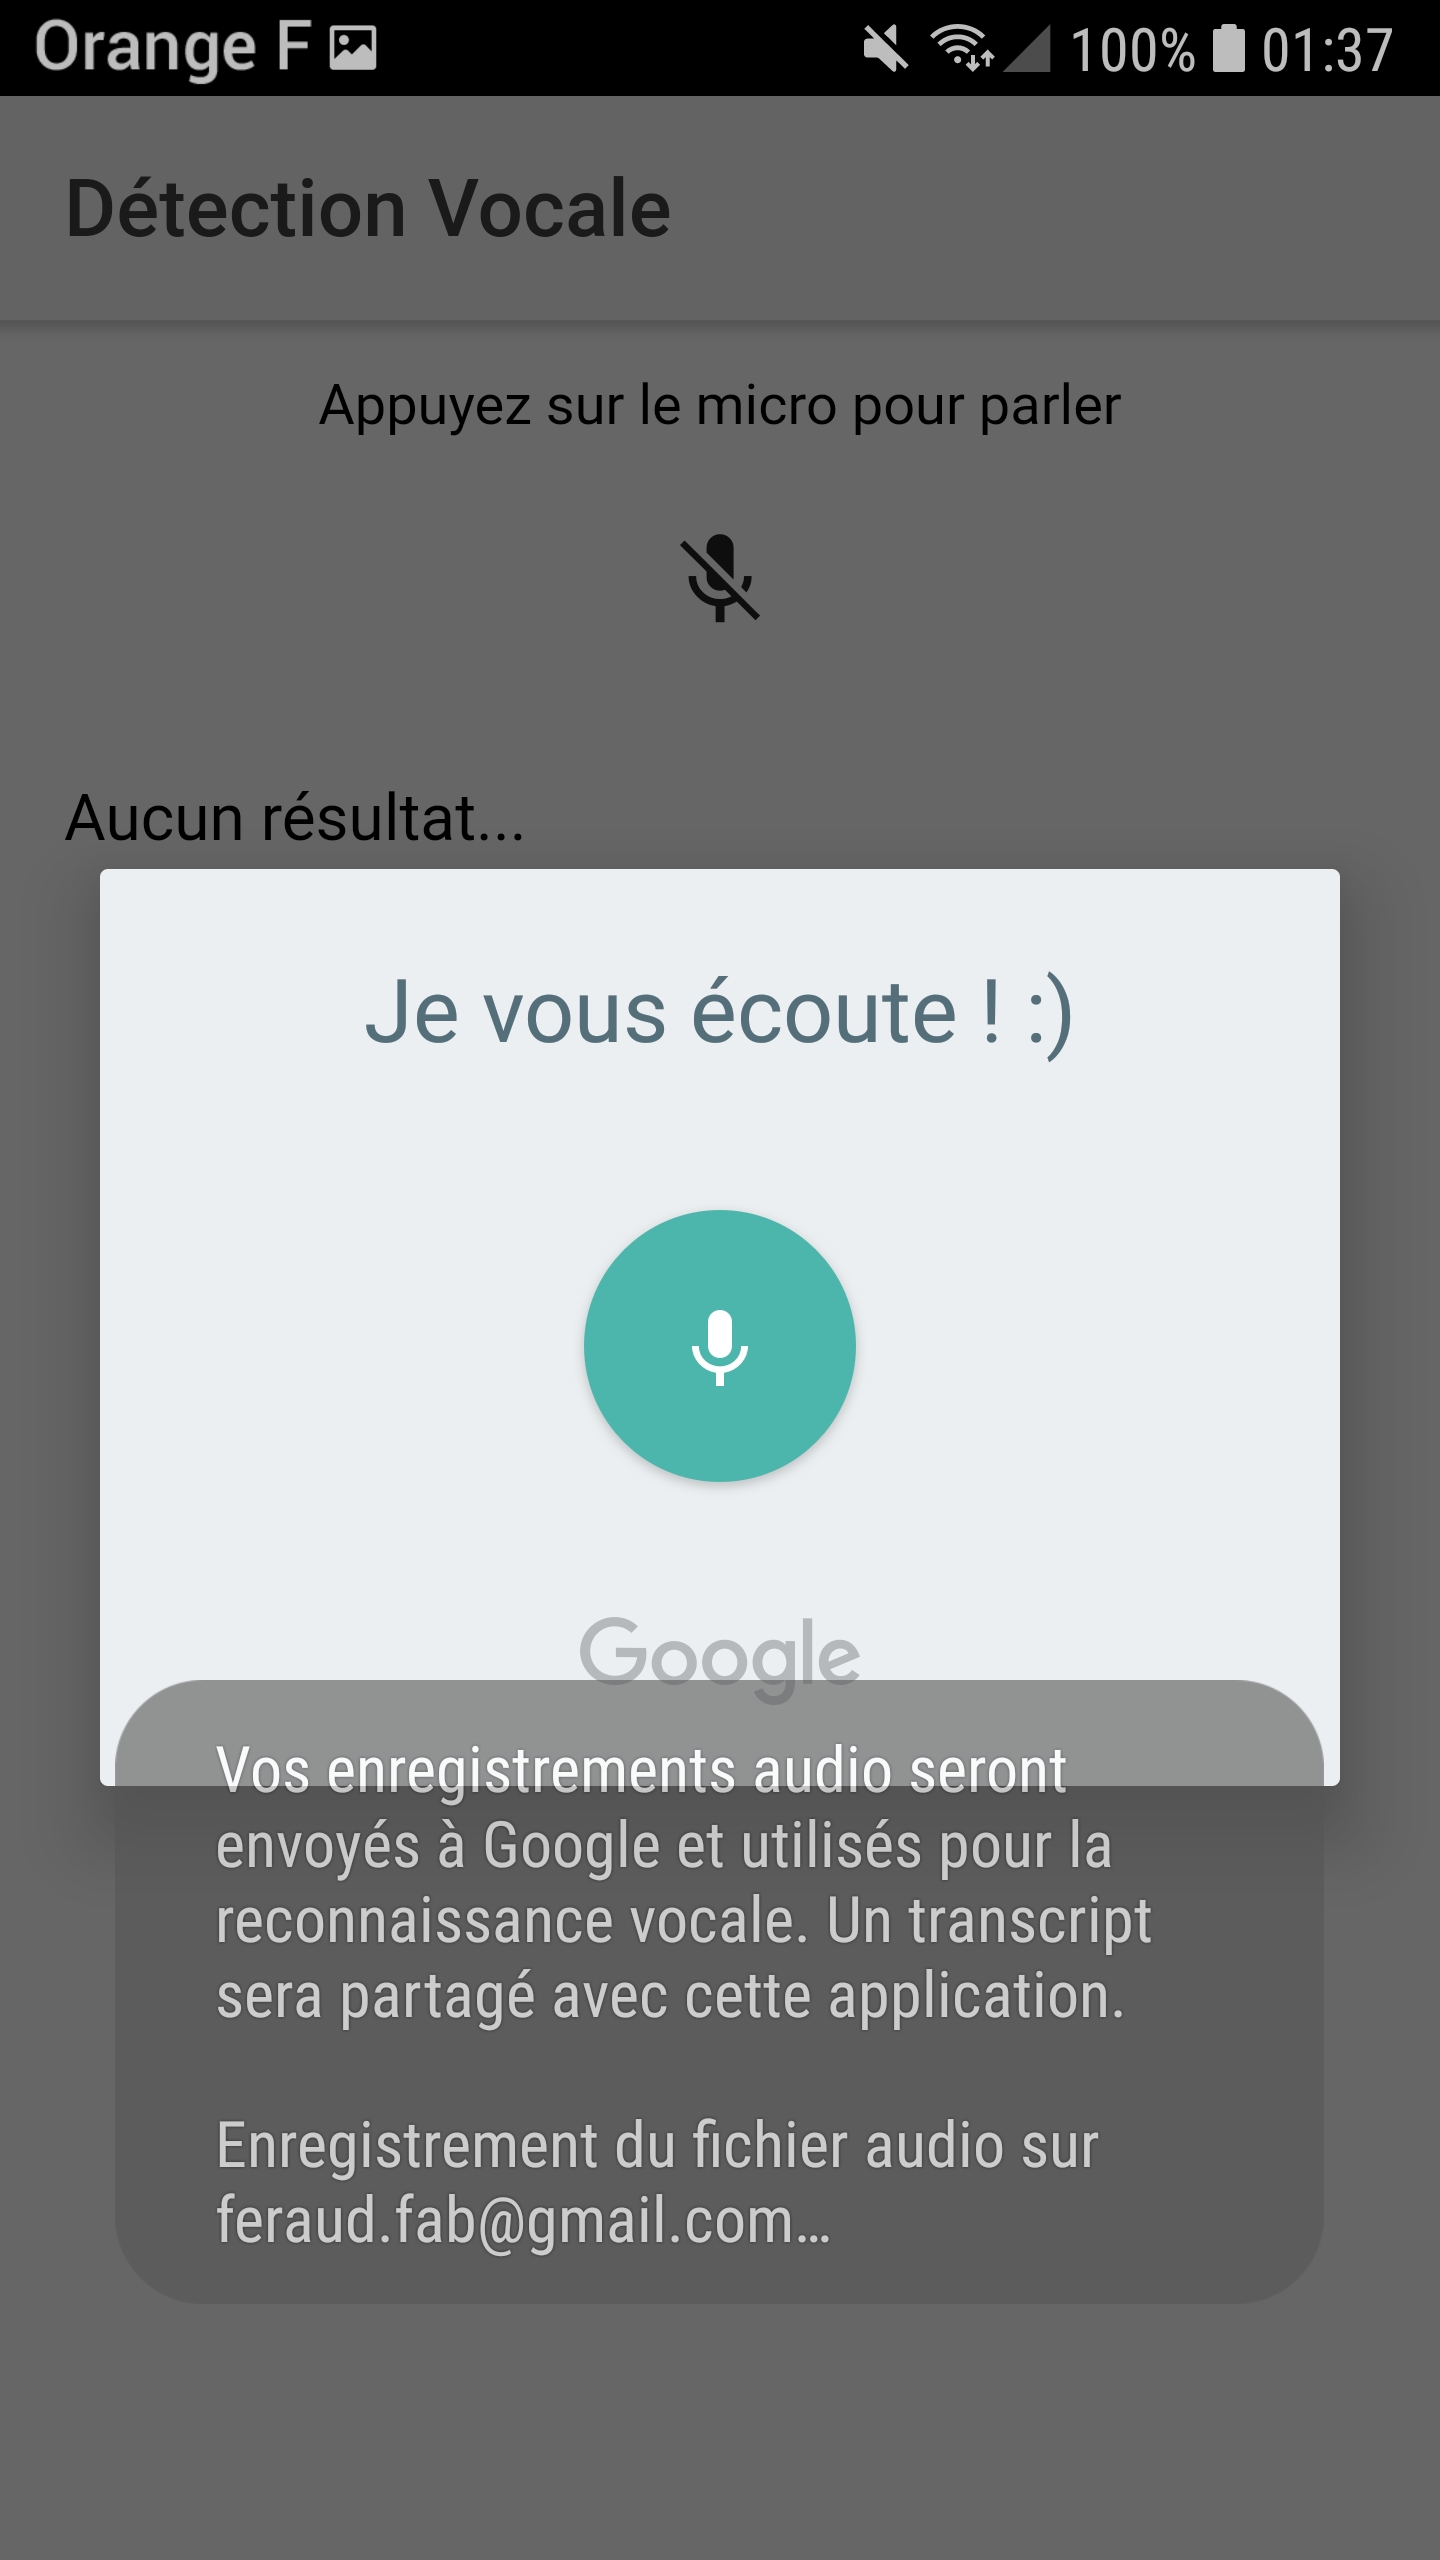 Orange F 100% 01:37
Détection Vocale
Appuyez sur le micro pour parler
Aucun résultat...
Je vous écoute ! :)
Google
Vos enregistrements audio seront
envoyés à Google et utilisés pour la
reconnaissance vocale. Un transcript
sera partagé avec cette application.
Enregistrement du fichier audio sur
feraud.fab@gmail.com…